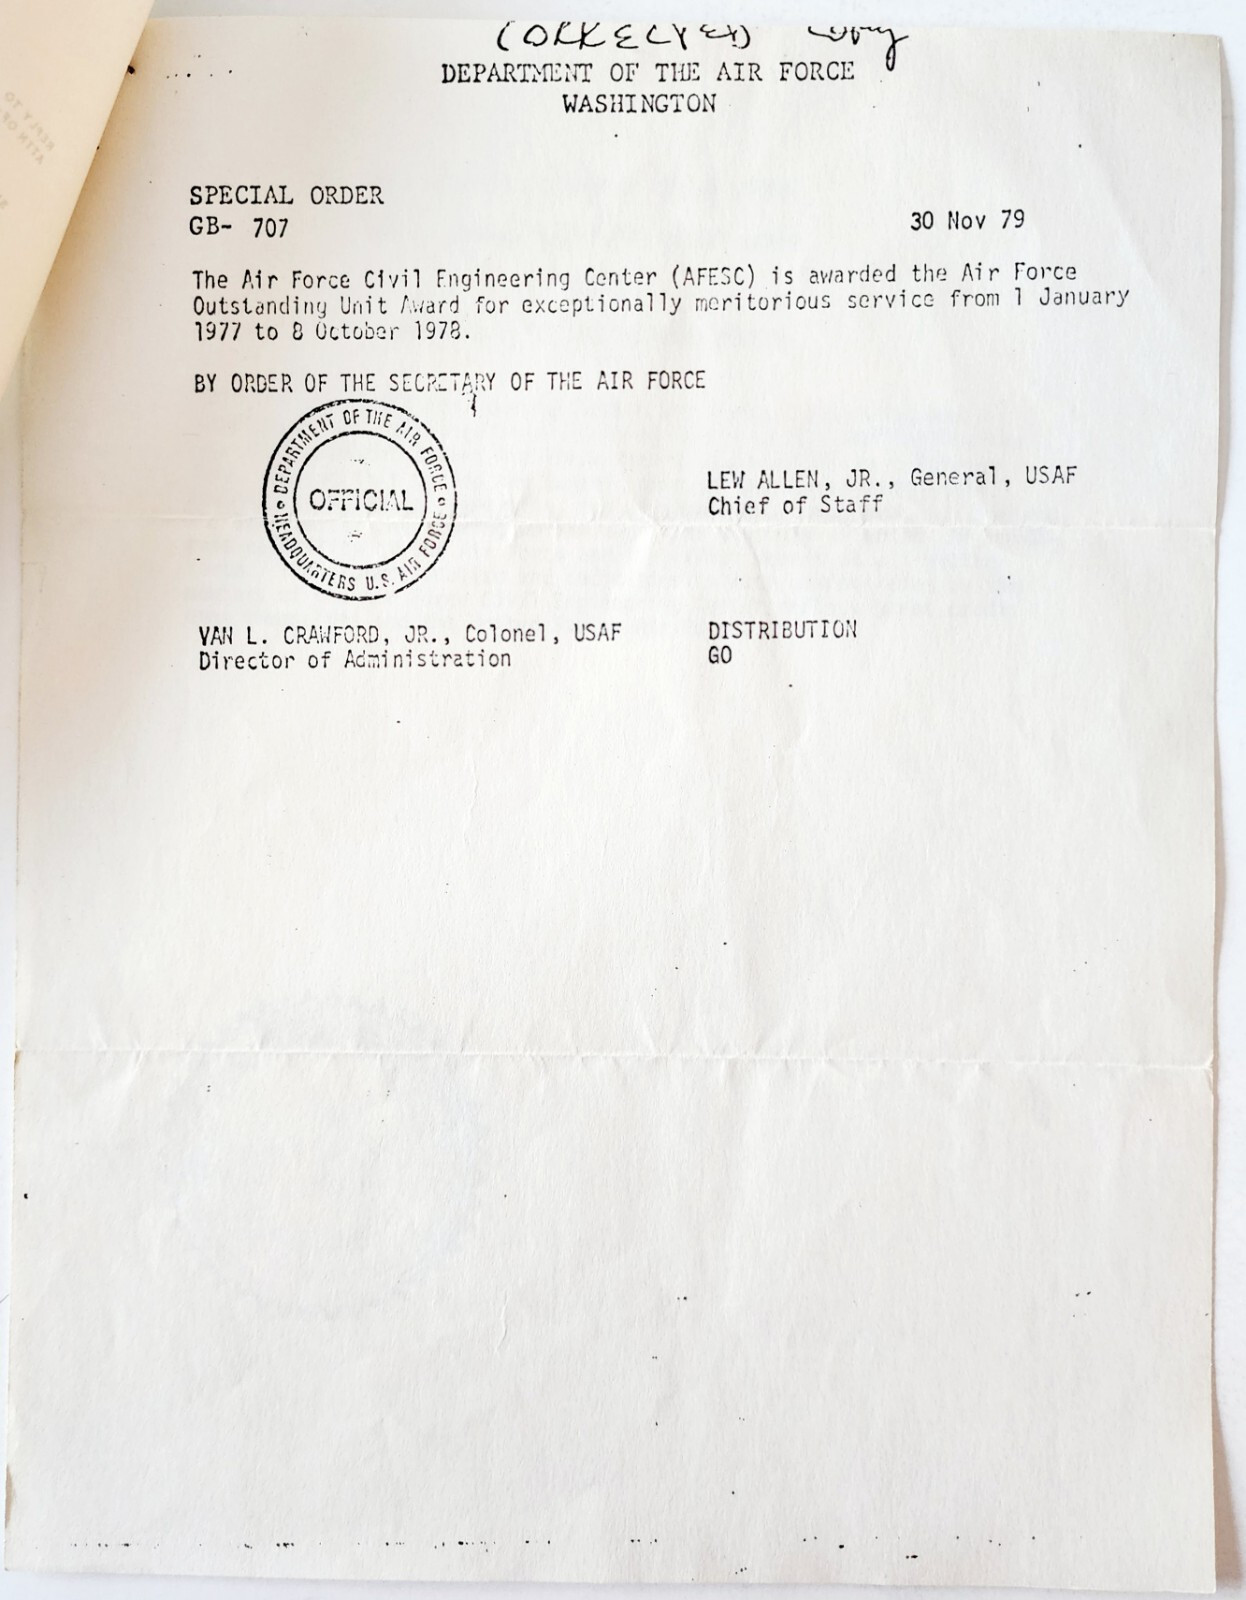 CORRECTED Copy
DEPARTMENT OF THE AIR FORCE
WASHINGTON
REPLY TO
ATTN OF
SPECIAL ORDER
GB- 707
30 Nov 79
The Air Force Civil Engineering Center (AFESC) is awarded the Air Force
Outstanding Unit Award for exceptionally meritorious service from 1 January
1977 to 8 October 1978.
BY ORDER OF THE SECRETARY OF THE AIR FORCE
DEPARTMENT OF THE AIR FORCE
OFFICIAL
HEADQUARTERS U.S. AIR FORCE
LEW ALLEN, JR., General, USAF
Chief of Staff
VAN L. CRAWFORD, JR., Colonel, USAF
Director of Administration
DISTRIBUTION
GO